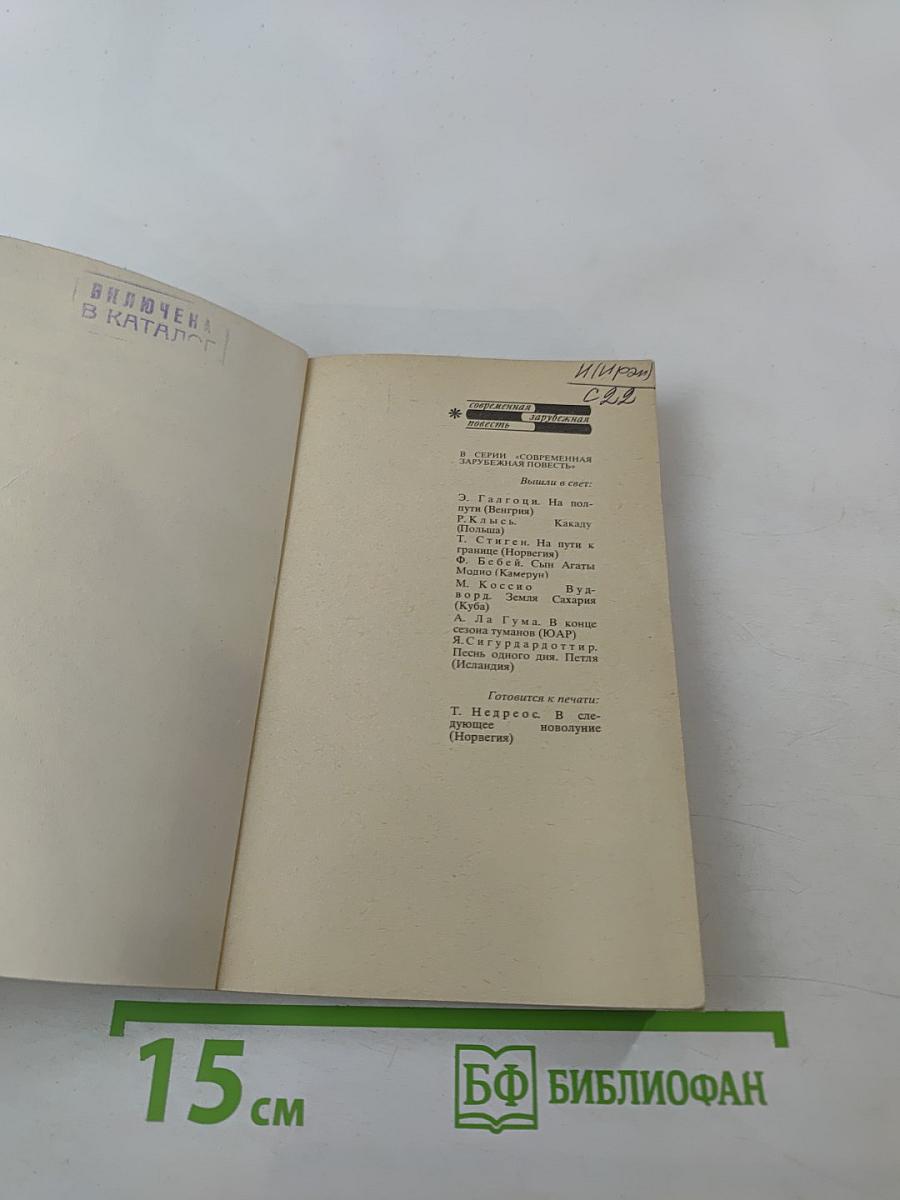 ВКЛЮЧЕНА
В КАТАЛОГ
И(Иран)
С22
современная
* зарубежная
повесть
В СЕРИИ «СОВРЕМЕННАЯ
ЗАРУБЕЖНАЯ ПОВЕСТЬ»
Вышли в свет:
Э. Галгоци. На пол-
пути (Венгрия)
Р. Клысь. Какаду
(Польша)
Т. Стиген. На пути к
границе (Норвегия)
Ф. Бебей. Сын Агаты
Модио (Камерун)
М. Коссио Вуд-
ворд. Земля Сахария
(Куба)
А. Ла Гума. В конце
сезона туманов (ЮАР)
Я. Сигурдардоттир.
Песнь одного дня. Петля
(Исландия)
Готовится к печати:
Т. Недреос. В сле-
дующее новолуние
(Норвегия)
15 см
БФ БИБЛИОФАН